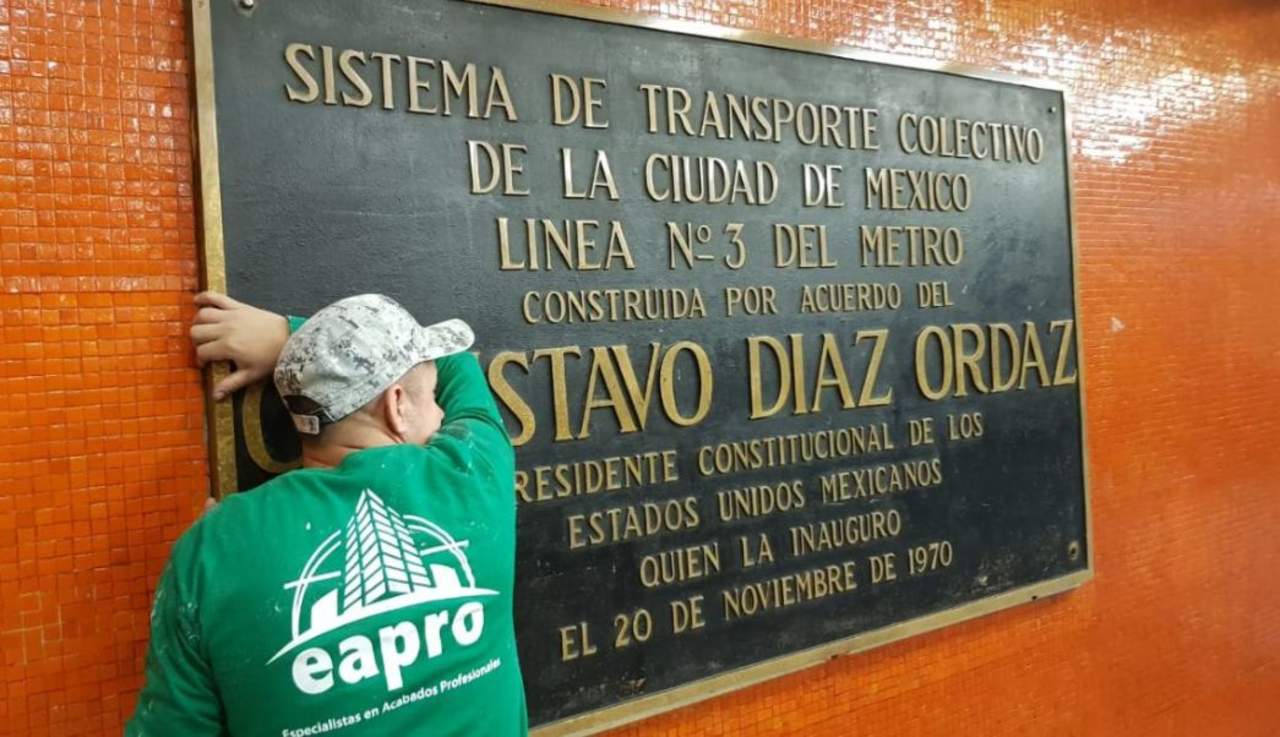 SISTEMA DE TRANSPORTE COLECTIVO
DE LA CIUDAD DE MEXICO
LINEA Nº 3 DEL METRO
CONSTRUIDA POR ACUERDO DEL
GUSTAVO DIAZ ORDAZ
RESIDENTE CONSTITUCIONAL DE LOS
ESTADOS UNIDOS MEXICANOS
QUIEN LA INAUGURO
EL 20 DE NOVIEMBRE DE 1970
eapro
Especialistas en Acabados Profesionales